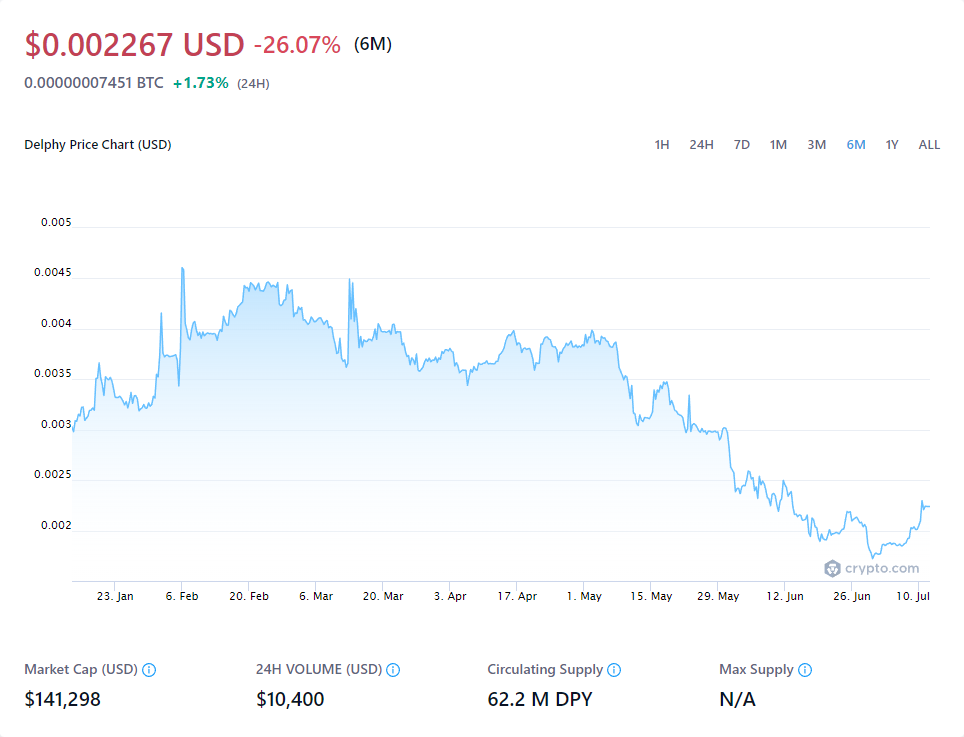 $0.002267 USD -26.07% (6M)
0.00000007451 BTC +1.73% (24H)
Delphy Price Chart (USD) 1H 24H 7D 1M 3M 6M 1Y ALL
0.005
0.0045
0.004
0.0035
0.003
0.0025
0.002
crypto.com
23. Jan 6. Feb 20. Feb 6. Mar 20. Mar 3. Apr 17. Apr 1. May 15. May 29. May 12. Jun 26. Jun 10. Jul
Market Cap (USD) 24H VOLUME (USD) Circulating Supply Max Supply
$141,298 $10,400 62.2 M DPY N/A